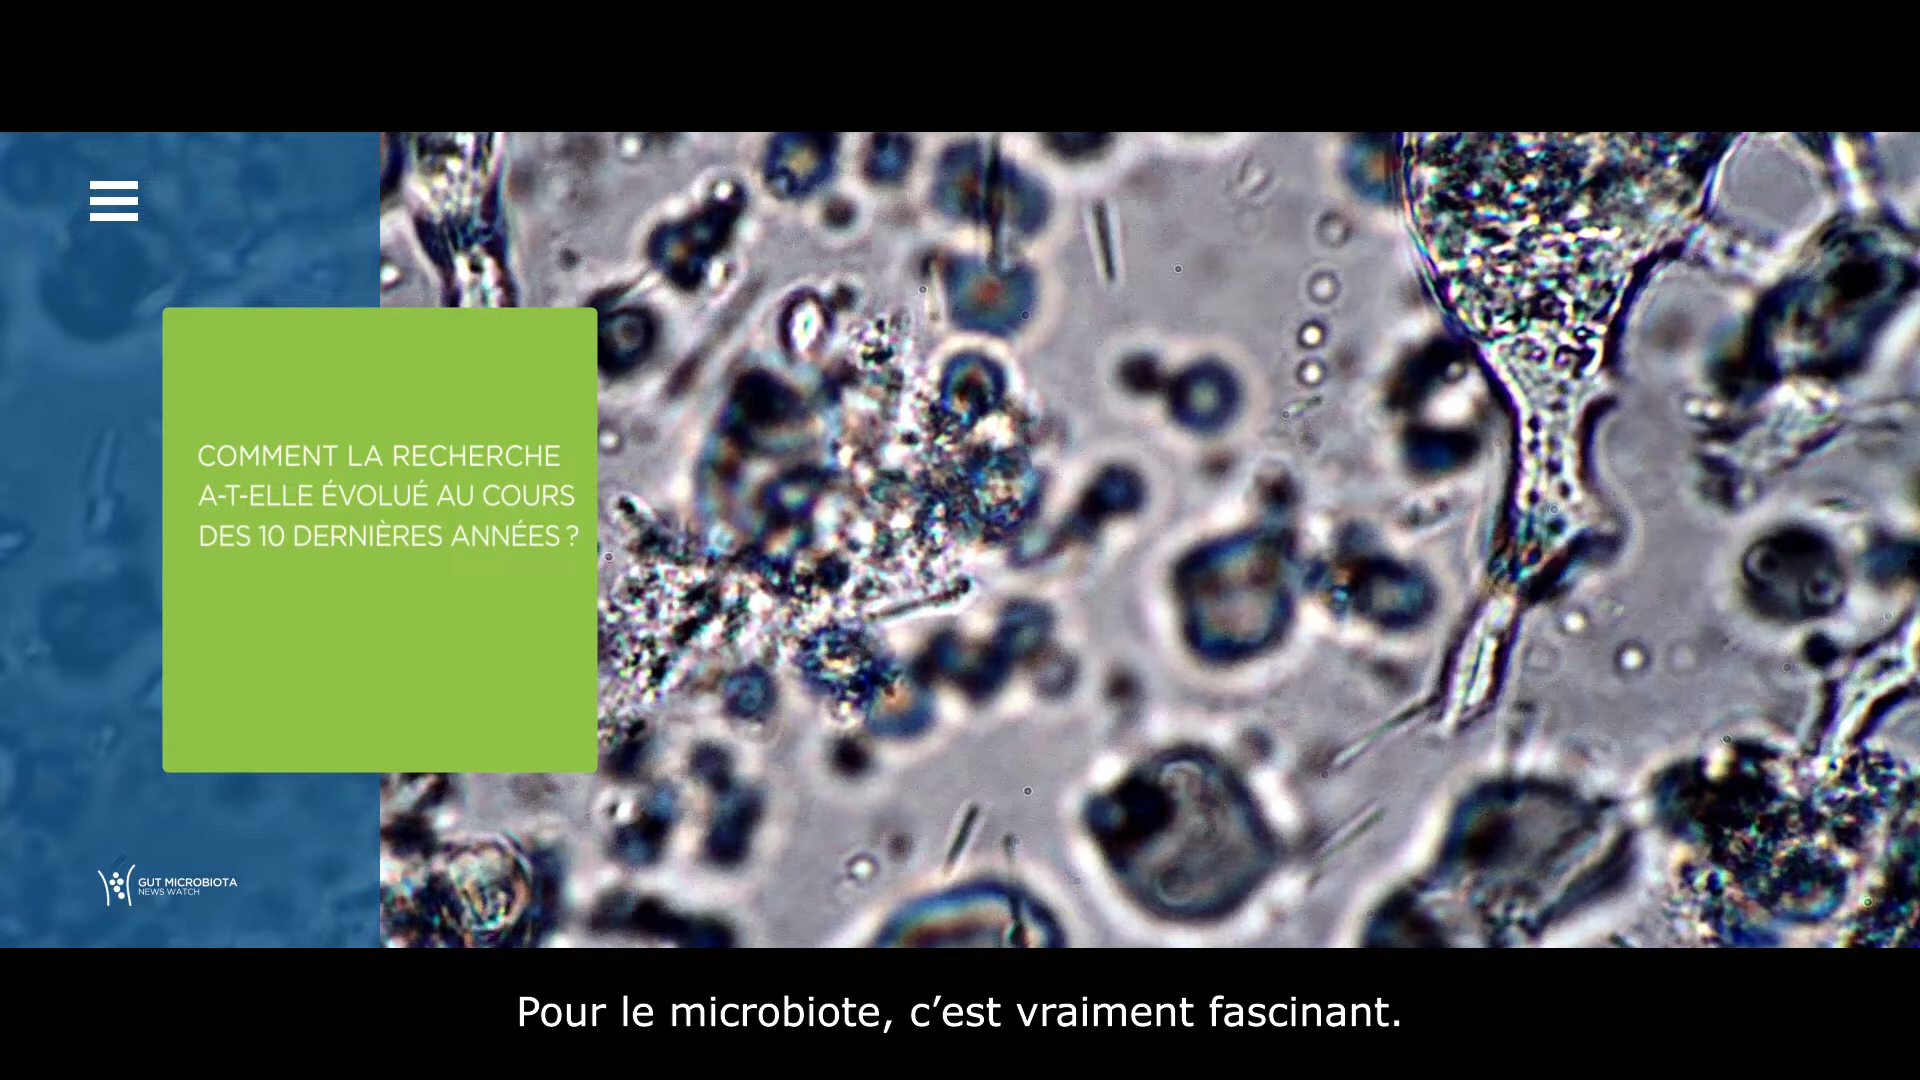 COMMENT LA RECHERCHE
A-T-ELLE ÉVOLUÉ AU COURS
DES 10 DERNIÈRES ANNÉES ?
GUT MICROBIOTA
NEWS WATCH
Pour le microbiote, c’est vraiment fascinant.